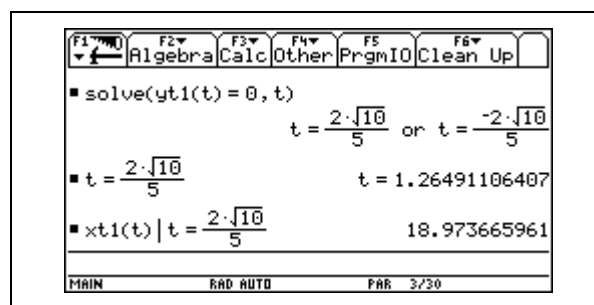 F1 F2 F3 F4 F5 F6
Algebra Calc Other PrgmIO Clean Up
■ solve(yt1(t) = 0, t)
t = 2·√10/5 or t = -2·√10/5
■ t = 2·√10/5 t = 1.26491106407
■ xt1(t) | t = 2·√10/5 18.973665961
MAIN RAD AUTO PAR 3/30